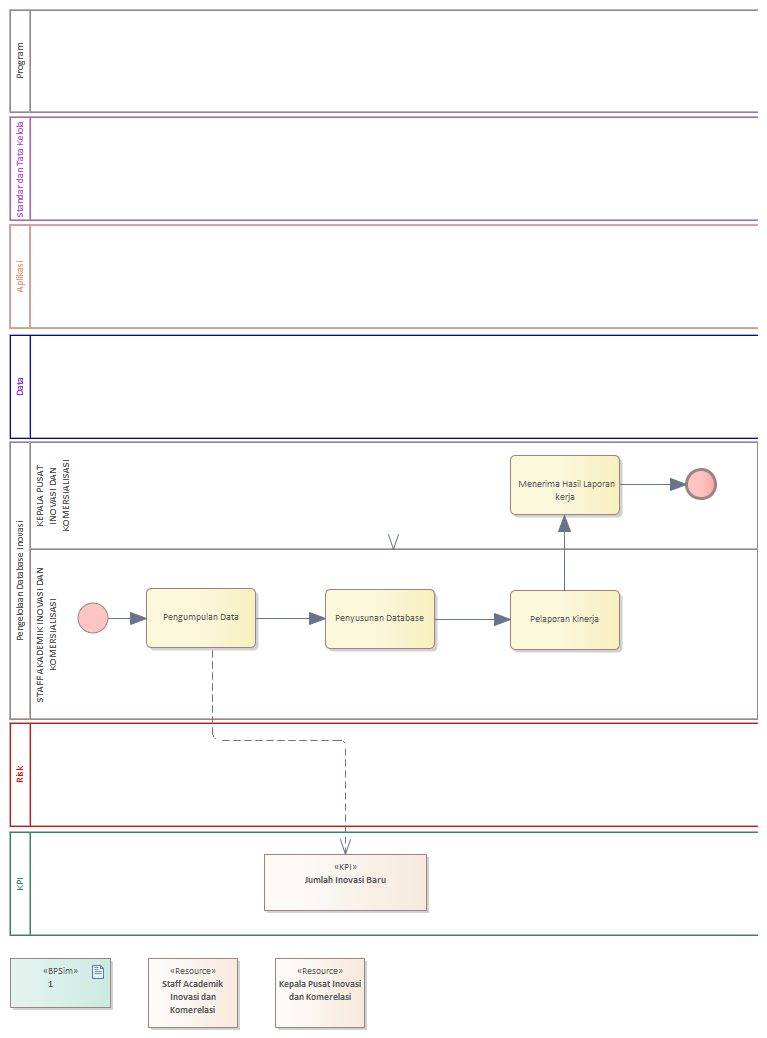 Program
Standar dan Tata Kelola
Aplikasi
Data
Pengelolaan Database Inovasi
KEPALA PUSAT
INOVASI DAN
KOMERSIALISASI
Menerima Hasil Laporan
kerja
STAFF AKADEMIK INOVASI DAN
KOMERSIALISASI
Pengumpulan Data
Penyusunan Database
Pelaporan Kinerja
Risk
KPI
«KPI»
Jumlah Inovasi Baru
«BPSim»
1
«Resource»
Staff Academik
Inovasi dan
Komerelasi
«Resource»
Kepala Pusat Inovasi
dan Komerelasi